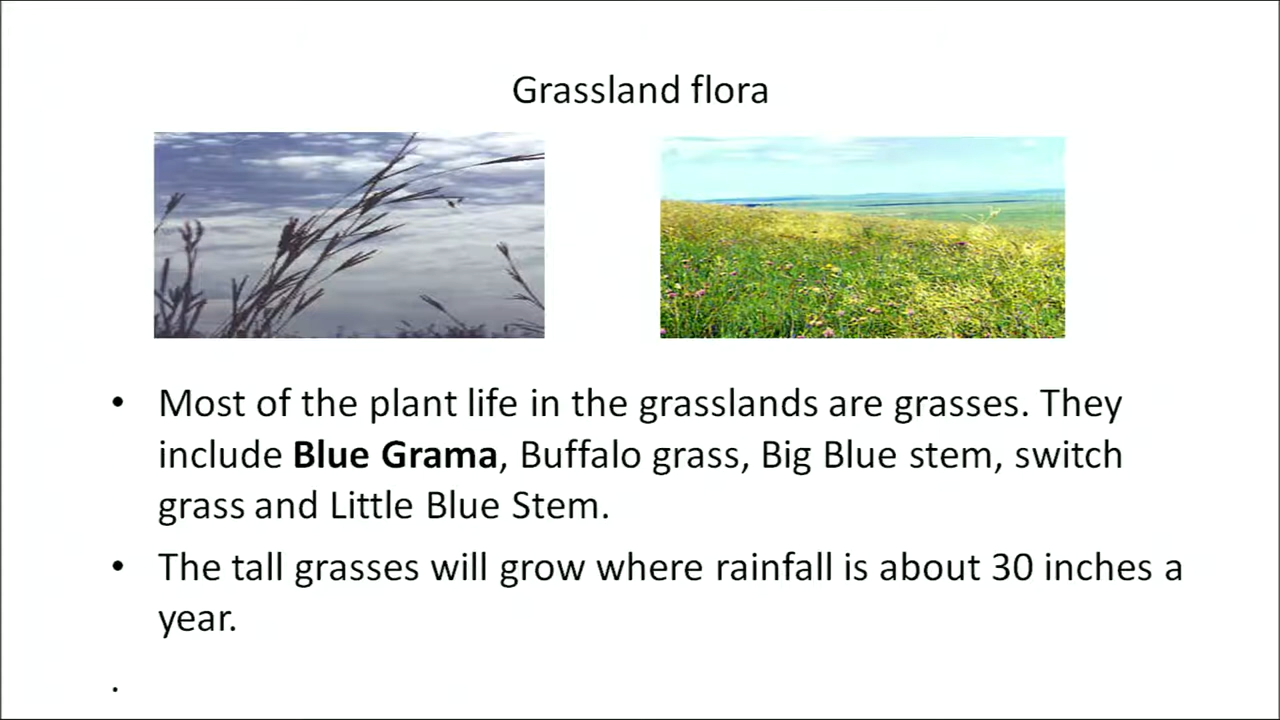 Grassland flora
• Most of the plant life in the grasslands are grasses. They
include Blue Grama, Buffalo grass, Big Blue stem, switch
grass and Little Blue Stem.
• The tall grasses will grow where rainfall is about 30 inches a
year.
.